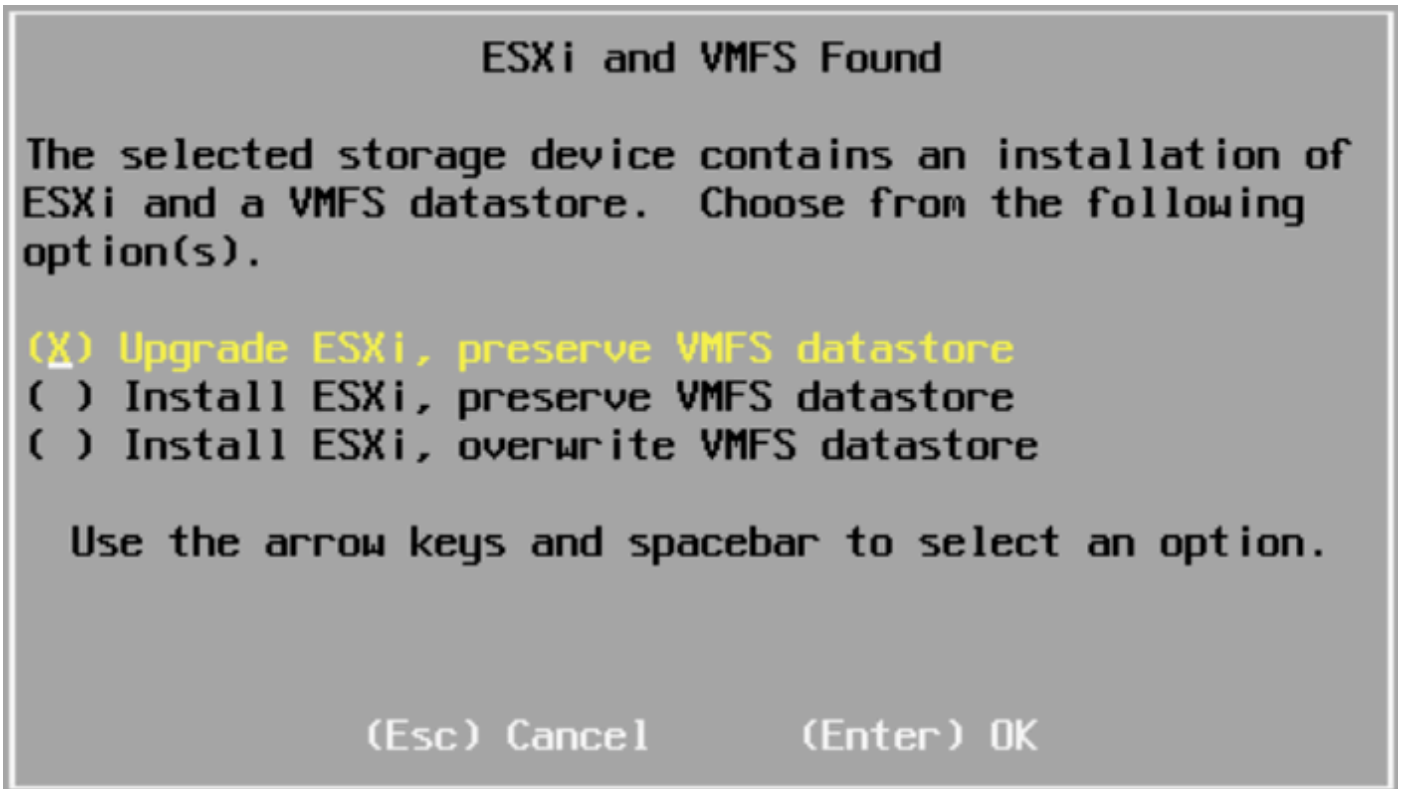 ESXi and VMFS Found
The selected storage device contains an installation of
ESXi and a VMFS datastore.  Choose from the following
option(s).
(X) Upgrade ESXi, preserve VMFS datastore
( ) Install ESXi, preserve VMFS datastore
( ) Install ESXi, overwrite VMFS datastore
Use the arrow keys and spacebar to select an option.
(Esc) Cancel (Enter) OK